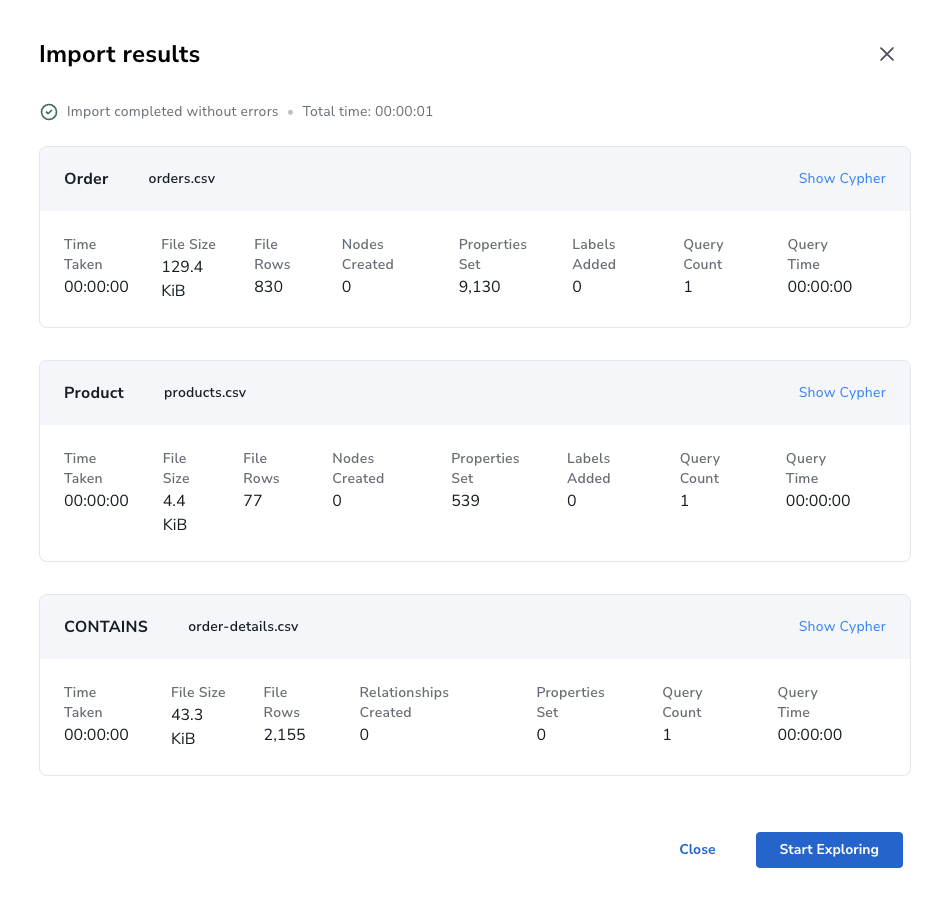 Import results
Import completed without errors • Total time: 00:00:01
Order orders.csv Show Cypher
Time File Size File Nodes Properties Labels Query Query
Taken 129.4 Rows Created Set Added Count Time
00:00:00 KiB 830 0 9,130 0 1 00:00:00
Product products.csv Show Cypher
Time File File Nodes Properties Labels Query Query
Taken Size Rows Created Set Added Count Time
00:00:00 4.4 77 0 539 0 1 00:00:00
KiB
CONTAINS order-details.csv Show Cypher
Time File Size File Relationships Properties Query Query
Taken 43.3 Rows Created Set Count Time
00:00:00 KiB 2,155 0 0 1 00:00:00
Close Start Exploring